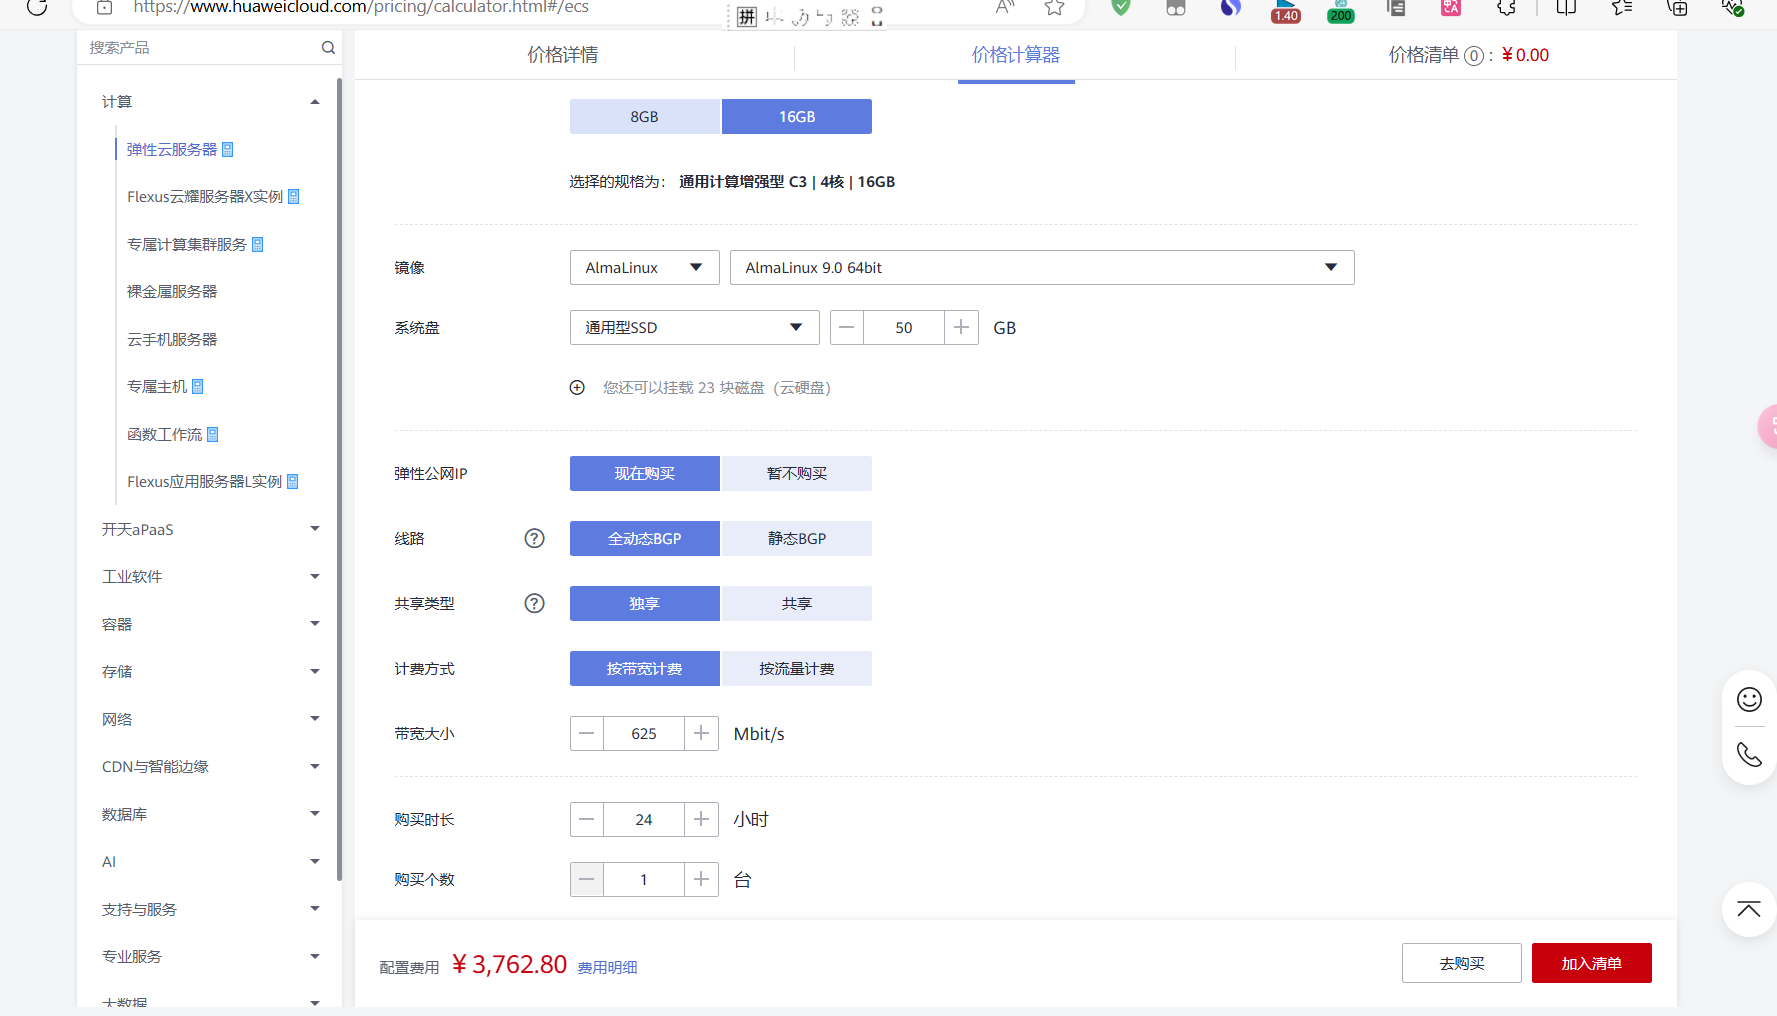 https://www.huaweicloud.com/pricing/calculator.html#/ecs
拼
1.40
200
搜索产品
价格详情
价格计算器
价格清单 0 : ¥0.00
计算
弹性云服务器
Flexus云耀服务器X实例
专属计算集群服务
裸金属服务器
云手机服务器
专属主机
函数工作流
Flexus应用服务器L实例
开天aPaaS
工业软件
容器
存储
网络
CDN与智能边缘
数据库
AI
支持与服务
专业服务
大数据
8GB 16GB
选择的规格为： 通用计算增强型 C3 | 4核 | 16GB
镜像 AlmaLinux AlmaLinux 9.0 64bit
系统盘 通用型SSD 50 GB
您还可以挂载 23 块磁盘（云硬盘）
弹性公网IP 现在购买 暂不购买
线路 ? 全动态BGP 静态BGP
共享类型 ? 独享 共享
计费方式 按带宽计费 按流量计费
带宽大小 625 Mbit/s
购买时长 24 小时
购买个数 1 台
配置费用 ¥3,762.80 费用明细
去购买 加入清单